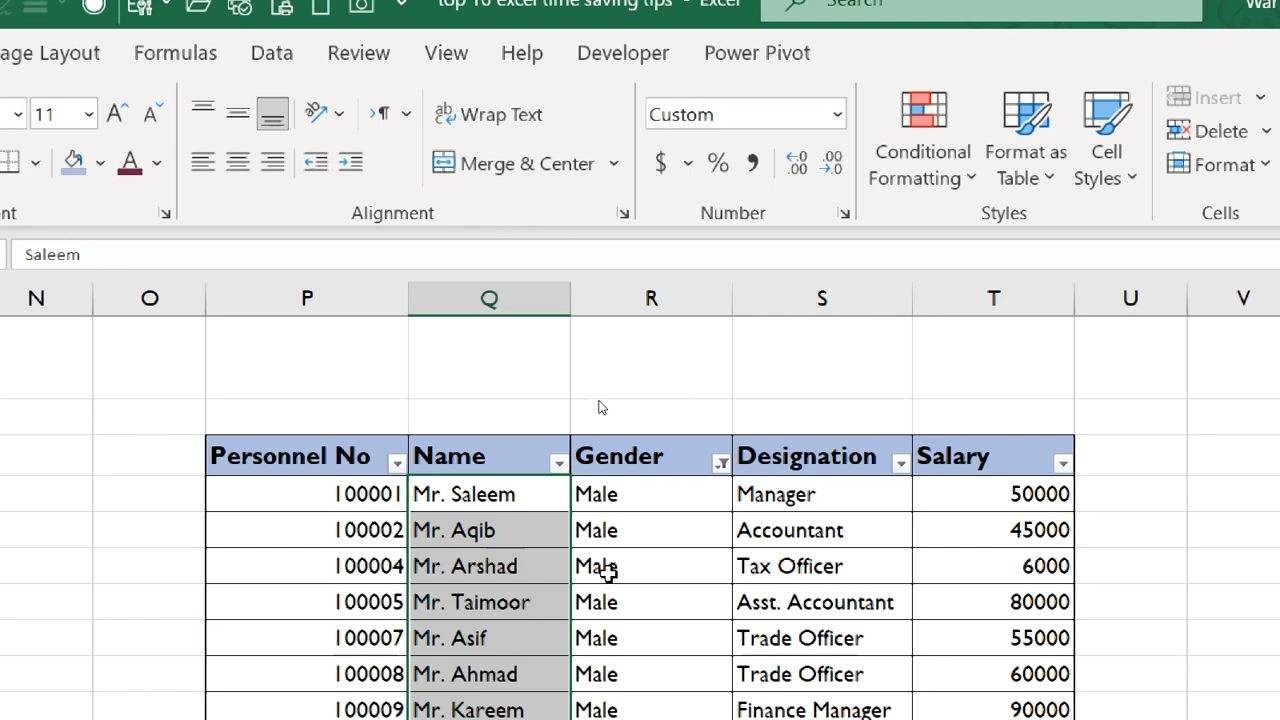 top 10 excel time saving tips - Excel
Search
War
age Layout Formulas Data Review View Help Developer Power Pivot
11 Wrap Text Custom Insert
Conditional Format as Cell Delete
Merge & Center $ % Formatting Table Styles Format
nt Alignment Number Styles Cells
Saleem
N O P Q R S T U V
Personnel No Name Gender Designation Salary
100001 Mr. Saleem Male Manager 50000
100002 Mr. Aqib Male Accountant 45000
100004 Mr. Arshad Male Tax Officer 6000
100005 Mr. Taimoor Male Asst. Accountant 80000
100007 Mr. Asif Male Trade Officer 55000
100008 Mr. Ahmad Male Trade Officer 60000
100009 Mr. Kareem Male Finance Manager 90000